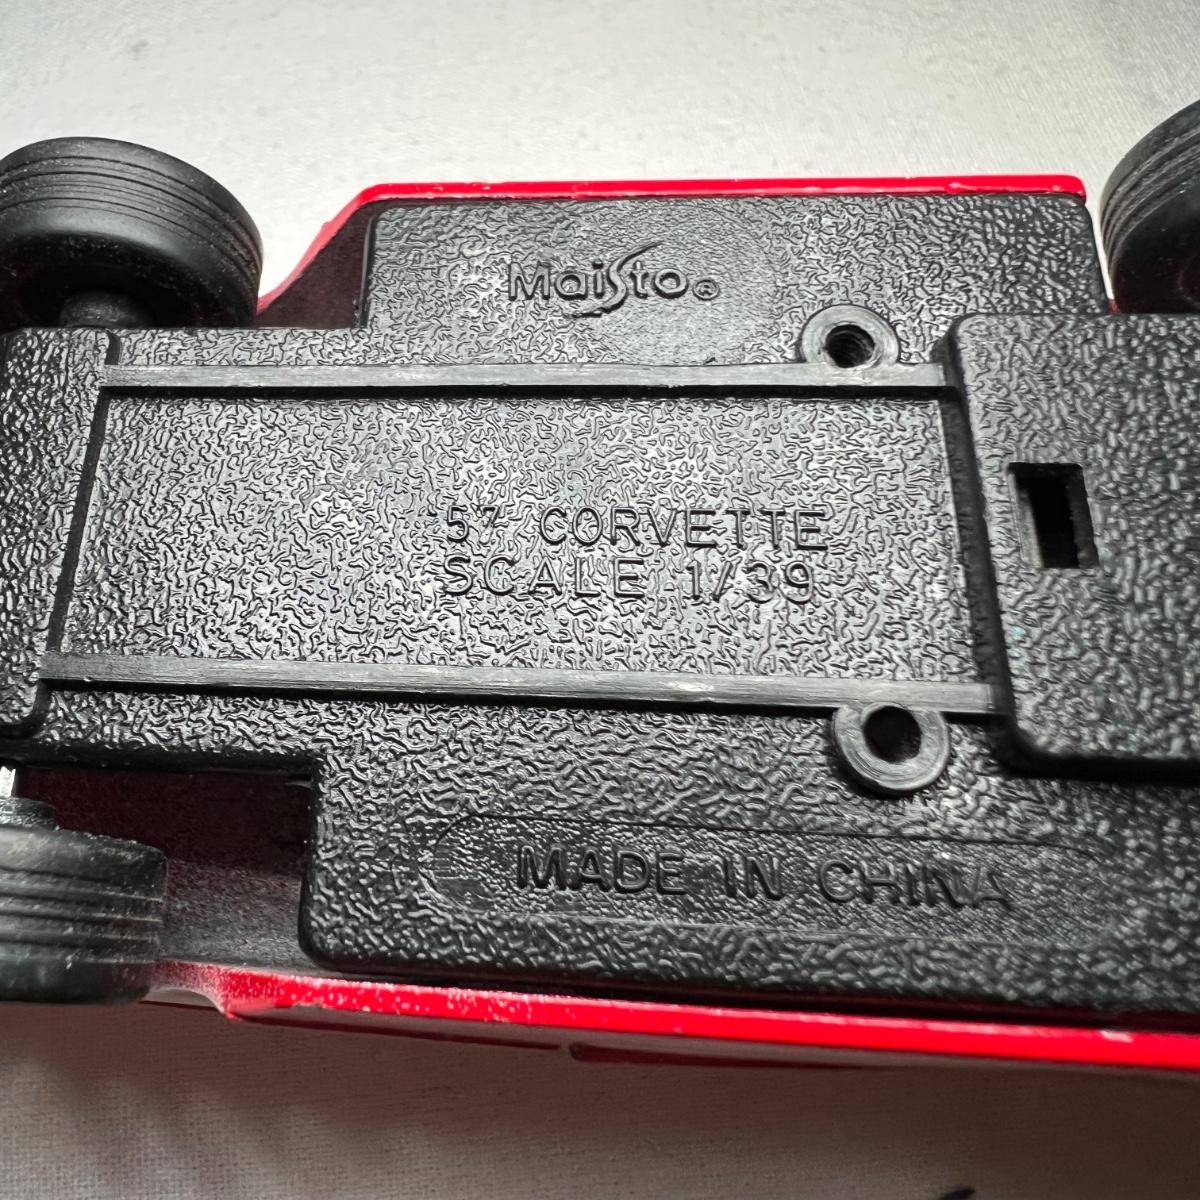 Maisto®
57 CORVETTE
SCALE 1/39
MADE IN CHINA